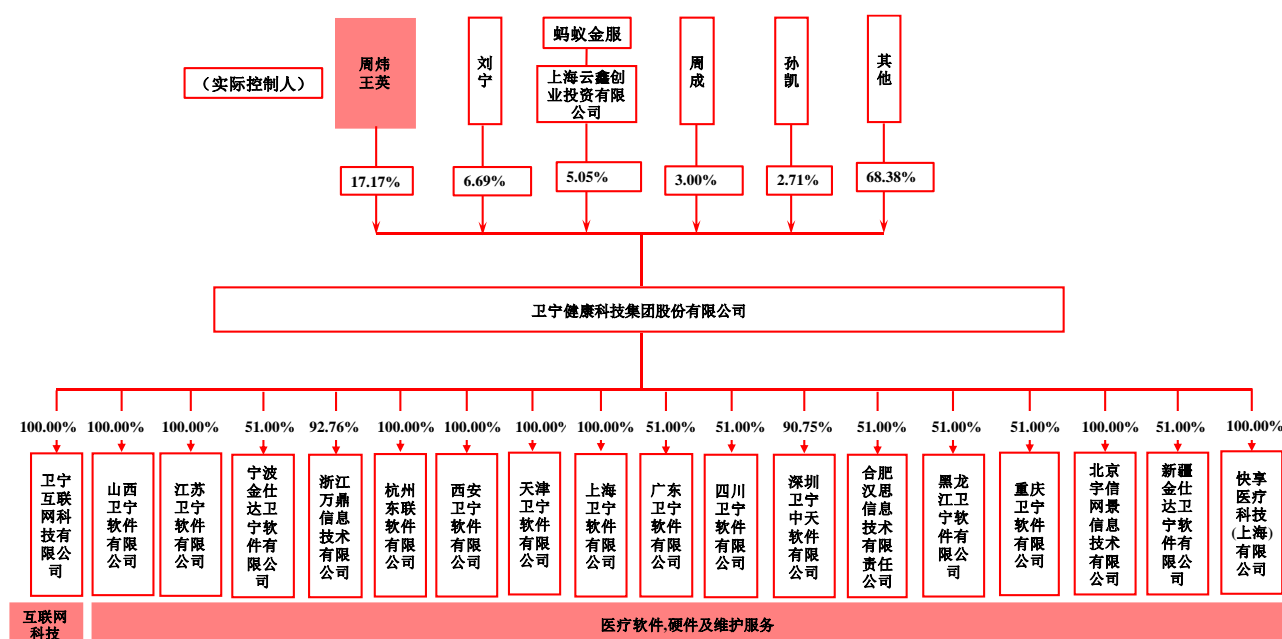 （实际控制人）
周炜
王英
刘
宁
蚂蚁金服
上海云鑫创
业投资有限
公司
周
成
孙
凯
其
他
17.17%
6.69%
5.05%
3.00%
2.71%
68.38%
卫宁健康科技集团股份有限公司
100.00%
100.00%
100.00%
51.00%
92.76%
100.00%
100.00%
100.00%
100.00%
51.00%
51.00%
90.75%
51.00%
51.00%
51.00%
100.00%
51.00%
100.00%
卫宁
互联
网科
技有
限公
司
山西
卫宁
软件
有限
公司
江苏
卫宁
软件
有限
公司
宁波
金仕
达卫
宁软
件有
限公
司
浙江
万鼎
信息
技术
有限
公司
杭州
东联
软件
有限
公司
西安
卫宁
软件
有限
公司
天津
卫宁
软件
有限
公司
上海
卫宁
软件
有限
公司
广东
卫宁
软件
有限
公司
四川
卫宁
软件
有限
公司
深圳
卫宁
中天
软件
有限
公司
合肥
汉思
信息
技术
有限
责任
公司
黑龙
江卫
宁软
件有
限公
司
重庆
卫宁
软件
有限
公司
北京
宇信
网景
信息
技术
有限
公司
新疆
金仕
达卫
宁软
件有
限公
司
快享
医疗
科技
(上海)
有限
公司
互联网
科技
医疗软件,硬件及维护服务